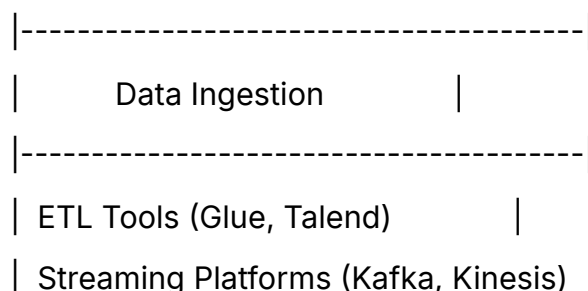 |----------------------------------------|
| Data Ingestion |
|----------------------------------------|
| ETL Tools (Glue, Talend) |
| Streaming Platforms (Kafka, Kinesis)